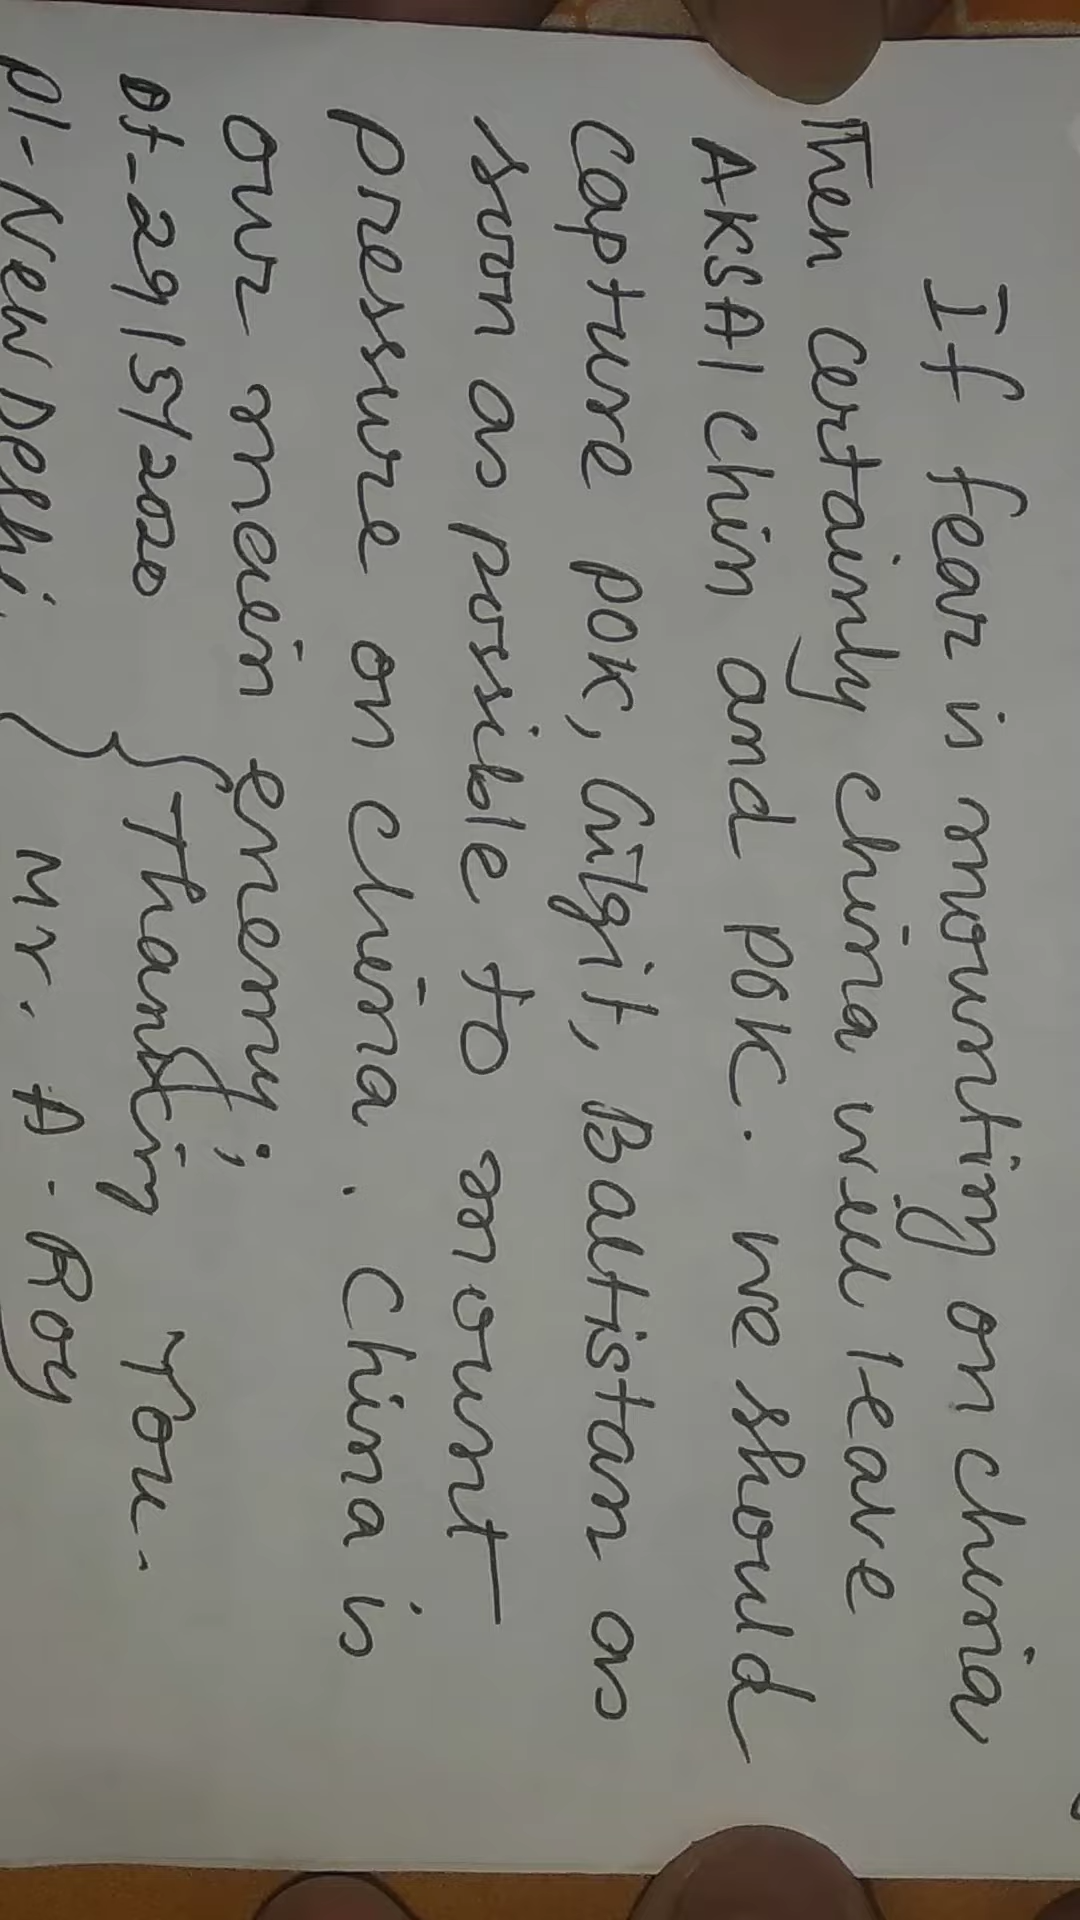 If fear is mounting on china
Then certainly china will leave
AKSAI chin and POK. we should
capture POK, Gilgit, Baltistan as
soon as possible to mount
pressure on china. China is
our main enemy;
Dt-29/5/2020 } Thanking You.
Pl-New Delhi. } Mr. A. Roy